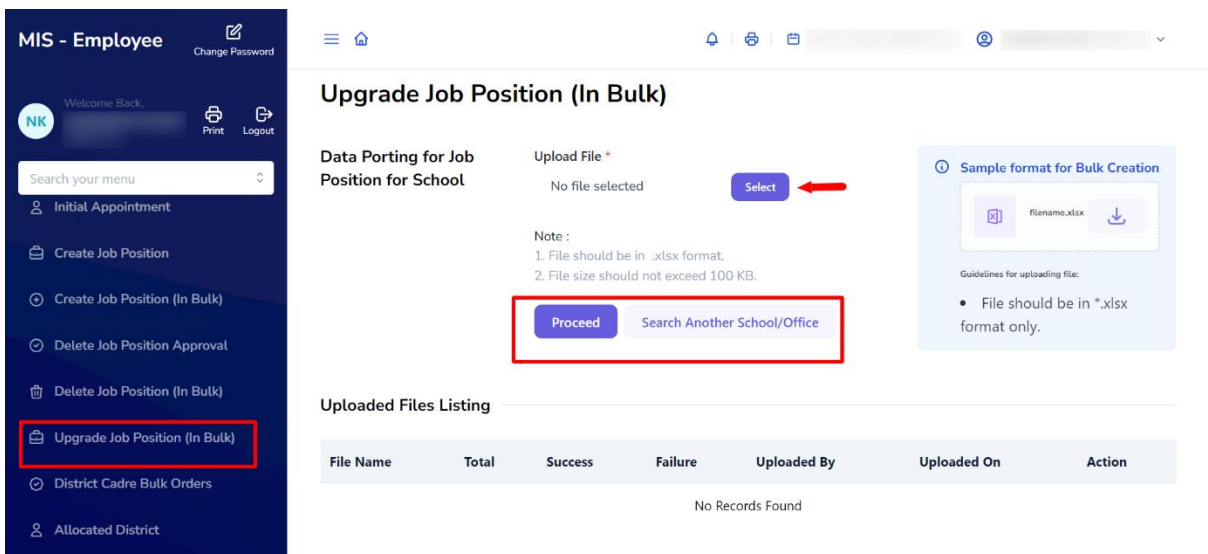 MIS - Employee
Change Password
NK
Welcome Back,
Print
Logout
Search your menu
Initial Appointment
Create Job Position
Create Job Position (In Bulk)
Delete Job Position Approval
Delete Job Position (In Bulk)
Upgrade Job Position (In Bulk)
District Cadre Bulk Orders
Allocated District
Upgrade Job Position (In Bulk)
Data Porting for Job
Position for School
Upload File *
No file selected
Select
Note :
1. File should be in .xlsx format.
2. File size should not exceed 100 KB.
Proceed
Search Another School/Office
Sample format for Bulk Creation
filename.xlsx
Guidelines for uploading file:
• File should be in *.xlsx
format only.
Uploaded Files Listing
File Name Total Success Failure Uploaded By Uploaded On Action
No Records Found